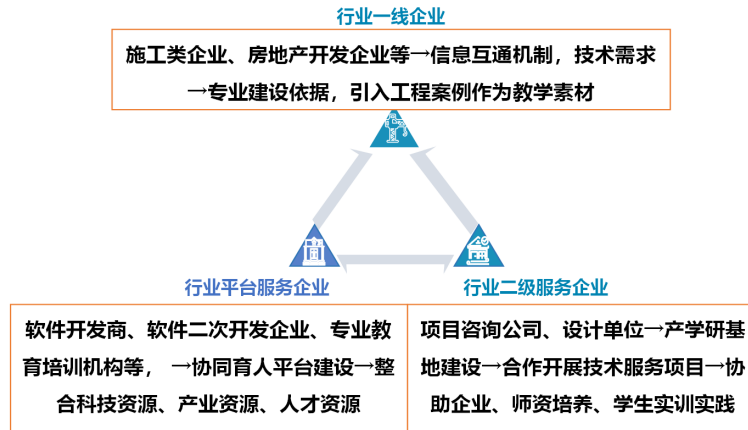 行业一线企业
施工类企业、房地产开发企业等→信息互通机制，技术需求
→专业建设依据，引入工程案例作为教学素材
行业平台服务企业
软件开发商、软件二次开发企业、专业教
育培训机构等， →协同育人平台建设→整
合科技资源、产业资源、人才资源
行业二级服务企业
项目咨询公司、设计单位→产学研基
地建设→合作开展技术服务项目→协
助企业、师资培养、学生实训实践